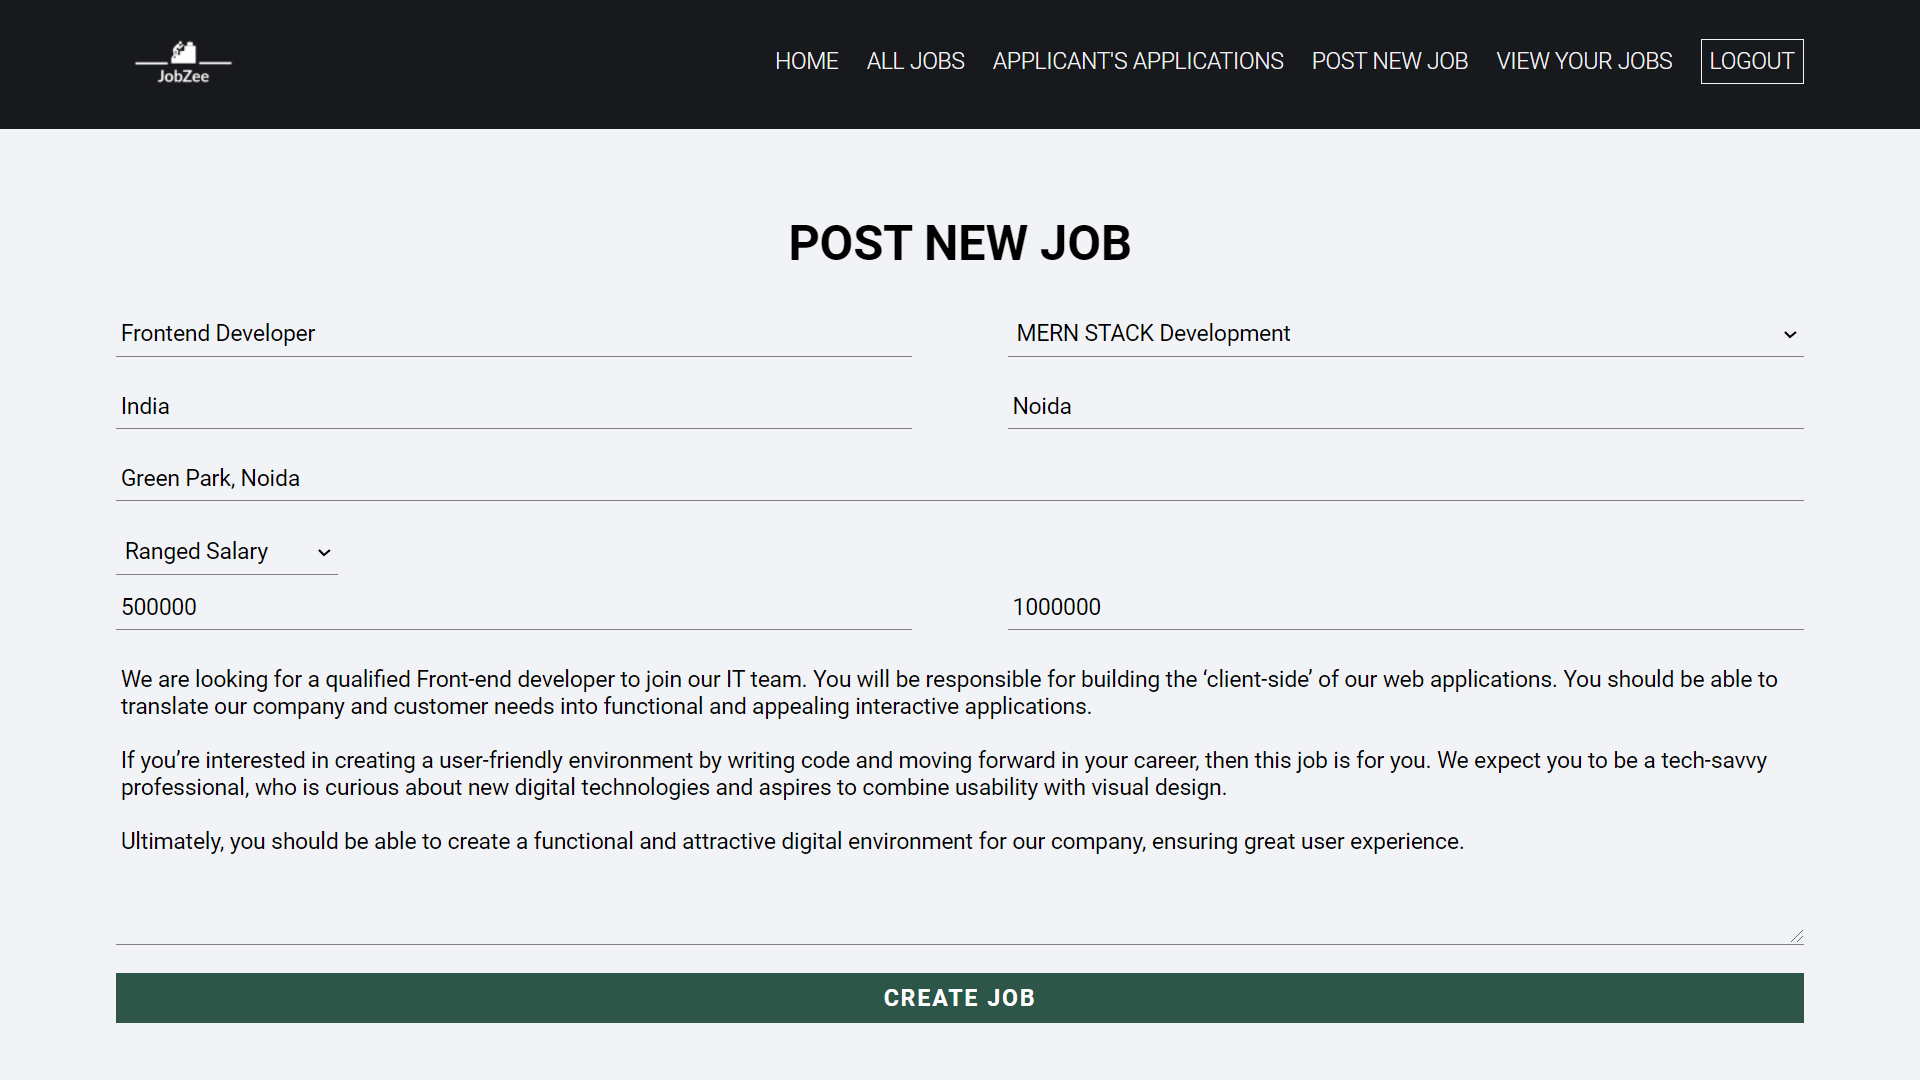 JobZee
HOME ALL JOBS APPLICANT'S APPLICATIONS POST NEW JOB VIEW YOUR JOBS LOGOUT
POST NEW JOB
Frontend Developer MERN STACK Development
India Noida
Green Park, Noida
Ranged Salary
500000 1000000
We are looking for a qualified Front-end developer to join our IT team. You will be responsible for building the ‘client-side’ of our web applications. You should be able to
translate our company and customer needs into functional and appealing interactive applications.
If you’re interested in creating a user-friendly environment by writing code and moving forward in your career, then this job is for you. We expect you to be a tech-savvy
professional, who is curious about new digital technologies and aspires to combine usability with visual design.
Ultimately, you should be able to create a functional and attractive digital environment for our company, ensuring great user experience.
CREATE JOB